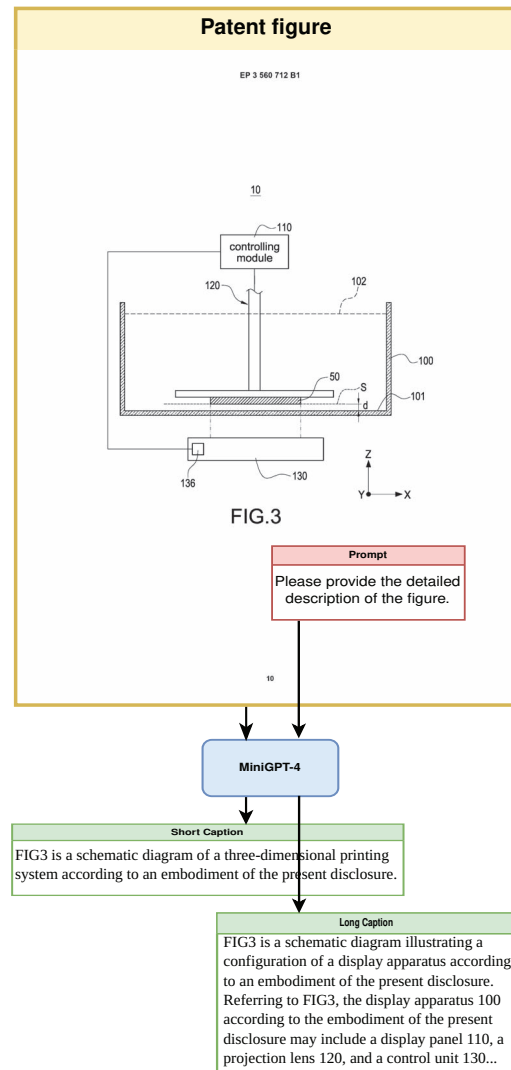 Patent figure
EP 3 560 712 B1
10
110
controlling
module
120
102
100
50
S
101
d
136
130
Z
Y
X
FIG.3
Prompt
Please provide the detailed
description of the figure.
10
MiniGPT-4
Short Caption
FIG3 is a schematic diagram of a three-dimensional printing
system according to an embodiment of the present disclosure.
Long Caption
FIG3 is a schematic diagram illustrating a
configuration of a display apparatus according
to an embodiment of the present disclosure.
Referring to FIG3, the display apparatus 100
according to the embodiment of the present
disclosure may include a display panel 110, a
projection lens 120, and a control unit 130...